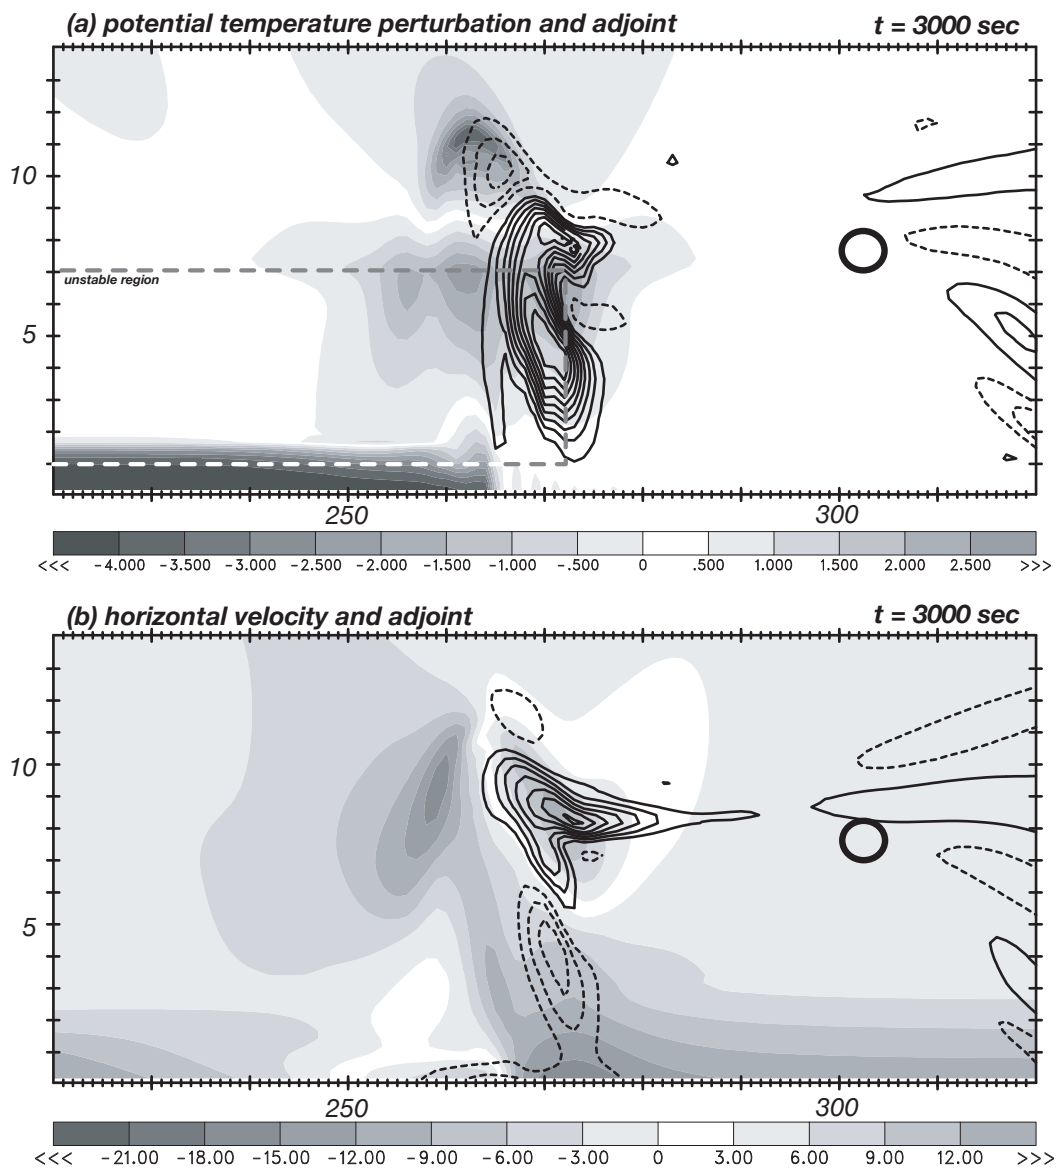 (a) potential temperature perturbation and adjoint t = 3000 sec
10
unstable region
5
250 300
<<< -4.000 -3.500 -3.000 -2.500 -2.000 -1.500 -1.000 -.500 0 .500 1.000 1.500 2.000 2.500 >>>
(b) horizontal velocity and adjoint t = 3000 sec
10
5
250 300
<<< -21.00 -18.00 -15.00 -12.00 -9.00 -6.00 -3.00 0 3.00 6.00 9.00 12.00 >>>